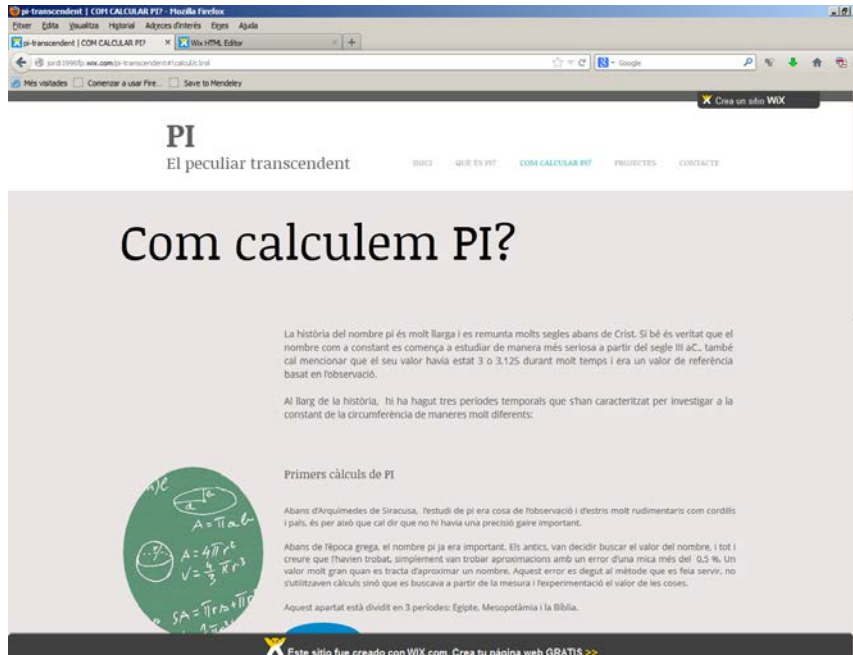 pi-transcendent | COM CALCULAR PI? - Mozilla Firefox
Fitxer Edita Visualitza Historial Adreces d'interès Eines Ajuda
pi-transcendent | COM CALCULAR PI? × Wix HTML Editor × +
wix.com/pi-transcendent
Google
Més visitades Comenzar a usar Fire... Save to Mendeley
Crea un sitio WiX
PI
El peculiar transcendent
INICI QUÈ ÉS PI? COM CALCULAR PI? PROJECTES CONTACTE
Com calculem PI?
La història del nombre pi és molt llarga i es remunta molts segles abans de Crist. Si bé és veritat que el
nombre com a constant es comença a estudiar de manera més seriosa a partir del segle III aC., també
cal mencionar que el seu valor havia estat 3 o 3,125 durant molt temps i era un valor de referència
basat en l'observació.
Al llarg de la història, hi ha hagut tres períodes temporals que s'han caracteritzat per investigar a la
constant de la circumferència de maneres molt diferents:
Primers càlculs de PI
Abans d'Arquímedes de Siracusa, l'estudi de pi era cosa de l'observació i d'estris molt rudimentaris com cordills
i pals, és per això que cal dir que no hi havia una precisió gaire important.
Abans de l'època grega, el nombre pi ja era important. Els antics, van decidir buscar el valor del nombre, i tot i
creure que l'havien trobat, simplement van trobar aproximacions amb un error d'una mica més del 0,5 %. Un
valor molt gran quan es tracta d'aproximar un nombre. Aquest error es degut al mètode que es feia servir, no
s'utilitzaven càlculs sinó que es buscava a partir de la mesura i l'experimentació el valor de les coses.
Aquest apartat està dividit en 3 períodes: Egipte, Mesopotàmia i la Bíblia.
A = πab
A = 4πr²
V = 4/3 πr³
Este sitio fue creado con WIX.com. Crea tu página web GRATIS >>